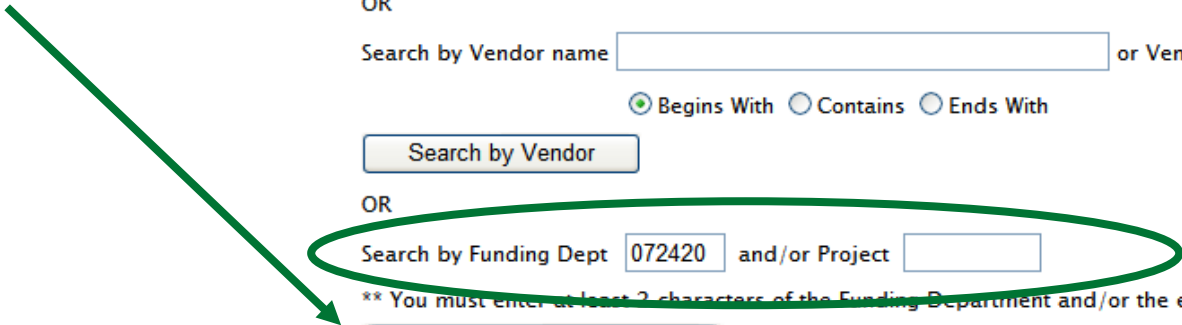 OR
Search by Vendor name or Ven
Begins With Contains Ends With
Search by Vendor
OR
Search by Funding Dept 072420 and/or Project
** You must enter at least 2 characters of the Funding Department and/or the e